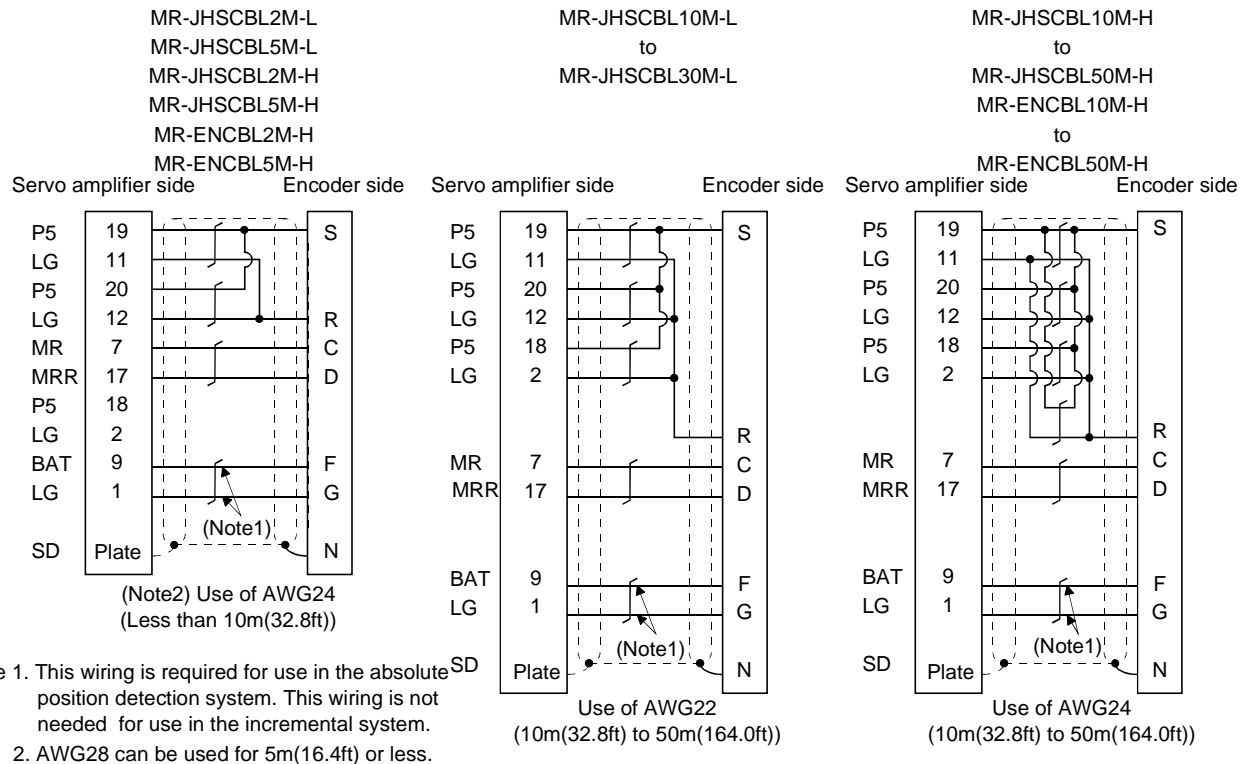 MR-JHSCBL2M-L
MR-JHSCBL5M-L
MR-JHSCBL2M-H
MR-JHSCBL5M-H
MR-ENCBL2M-H
MR-ENCBL5M-H
Servo amplifier side Encoder side
P5 19 S
LG 11
P5 20
LG 12 R
MR 7 C
MRR 17 D
P5 18
LG 2
BAT 9 F
LG 1 G
(Note1)
SD Plate N
(Note2) Use of AWG24
(Less than 10m(32.8ft))
MR-JHSCBL10M-L
to
MR-JHSCBL30M-L
Servo amplifier side Encoder side
P5 19 S
LG 11
P5 20
LG 12
P5 18
LG 2
R
MR 7 C
MRR 17 D
BAT 9 F
LG 1 G
(Note1)
SD Plate N
Use of AWG22
(10m(32.8ft) to 50m(164.0ft))
MR-JHSCBL10M-H
to
MR-JHSCBL50M-H
MR-ENCBL10M-H
to
MR-ENCBL50M-H
Servo amplifier side Encoder side
P5 19 S
LG 11
P5 20
LG 12
P5 18
LG 2
R
MR 7 C
MRR 17 D
BAT 9 F
LG 1 G
(Note1)
SD Plate N
Use of AWG24
(10m(32.8ft) to 50m(164.0ft))
e 1. This wiring is required for use in the absolute
position detection system. This wiring is not
needed for use in the incremental system.
2. AWG28 can be used for 5m(16.4ft) or less.